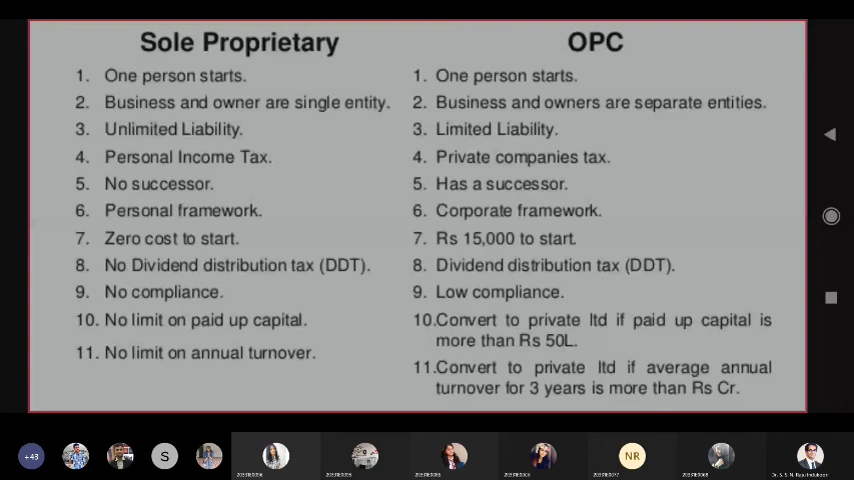 Sole Proprietary
1. One person starts.
2. Business and owner are single entity.
3. Unlimited Liability.
4. Personal Income Tax.
5. No successor.
6. Personal framework.
7. Zero cost to start.
8. No Dividend distribution tax (DDT).
9. No compliance.
10. No limit on paid up capital.
11. No limit on annual turnover.
OPC
1. One person starts.
2. Business and owners are separate entities.
3. Limited Liability.
4. Private companies tax.
5. Has a successor.
6. Corporate framework.
7. Rs 15,000 to start.
8. Dividend distribution tax (DDT).
9. Low compliance.
10.Convert to private ltd if paid up capital is
more than Rs 50L.
11.Convert to private ltd if average annual
turnover for 3 years is more than Rs Cr.
+43
S
NR